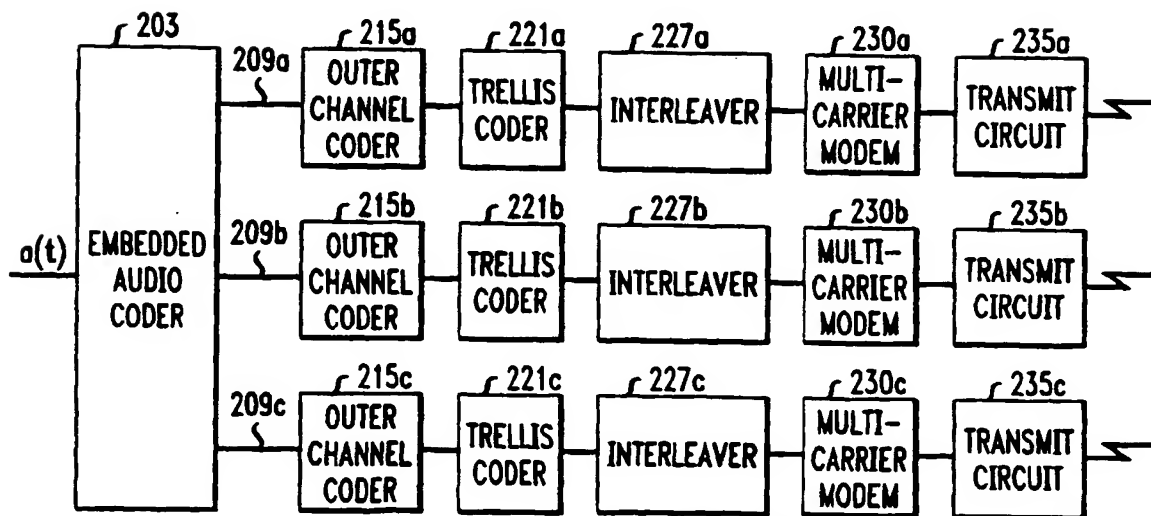 203
209a
215a
OUTER
CHANNEL
CODER
221a
TRELLIS
CODER
227a
INTERLEAVER
230a
MULTI-
CARRIER
MODEM
235a
TRANSMIT
CIRCUIT
a(t)
EMBEDDED
AUDIO
CODER
209b
215b
OUTER
CHANNEL
CODER
221b
TRELLIS
CODER
227b
INTERLEAVER
230b
MULTI-
CARRIER
MODEM
235b
TRANSMIT
CIRCUIT
209c
215c
OUTER
CHANNEL
CODER
221c
TRELLIS
CODER
227c
INTERLEAVER
230c
MULTI-
CARRIER
MODEM
235c
TRANSMIT
CIRCUIT